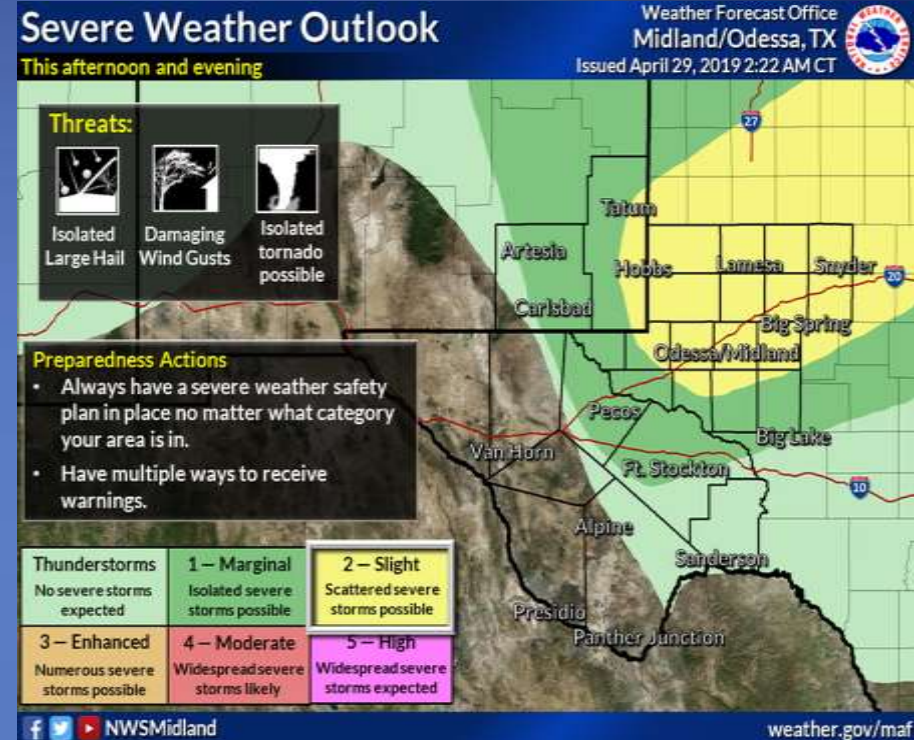 Severe Weather Outlook
This afternoon and evening
Weather Forecast Office
Midland/Odessa, TX
Issued April 29, 2019 2:22 AM CT
Threats:
Isolated
Large Hail
Damaging
Wind Gusts
Isolated
tornado
possible
27
Tatum
Artesia
Hobbs
Lamesa
Snyder
20
Carlsbad
Big Spring
Odessa/Midland
Pecos
Big Lake
Van Horn
Ft. Stockton
10
Alpine
Sanderson
Presidio
Panther Junction
Preparedness Actions
• Always have a severe weather safety
plan in place no matter what category
your area is in.
• Have multiple ways to receive
warnings.
Thunderstorms
No severe storms
expected
1 — Marginal
Isolated severe
storms possible
2 — Slight
Scattered severe
storms possible
3 — Enhanced
Numerous severe
storms possible
4 — Moderate
Widespread severe
storms likely
5 — High
Widespread severe
storms expected
NWSMidland
weather.gov/maf